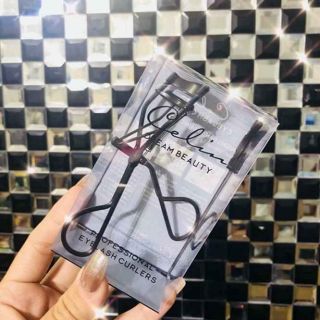 Gelin
EAM BEAUTY
PROFESSIONAL
EYELASH CURLERS